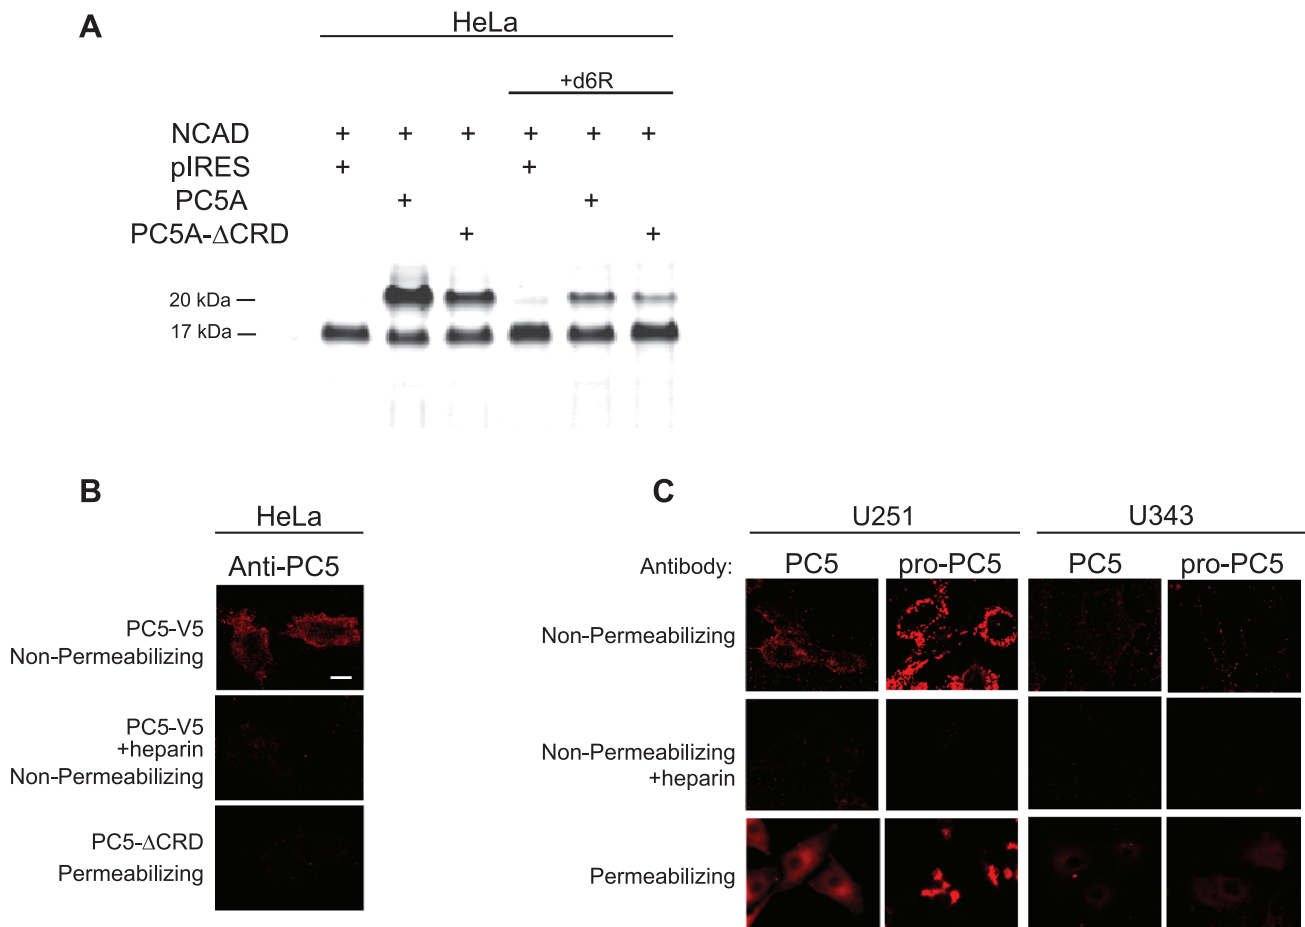 A
HeLa
+d6R
NCAD + + + + + +
pIRES + +
PC5A + +
PC5A-ΔCRD + +
20 kDa
17 kDa
B
HeLa
Anti-PC5
PC5-V5
Non-Permeabilizing
PC5-V5
+heparin
Non-Permeabilizing
PC5-ΔCRD
Permeabilizing
C
U251 U343
Antibody: PC5 pro-PC5 PC5 pro-PC5
Non-Permeabilizing
Non-Permeabilizing
+heparin
Permeabilizing